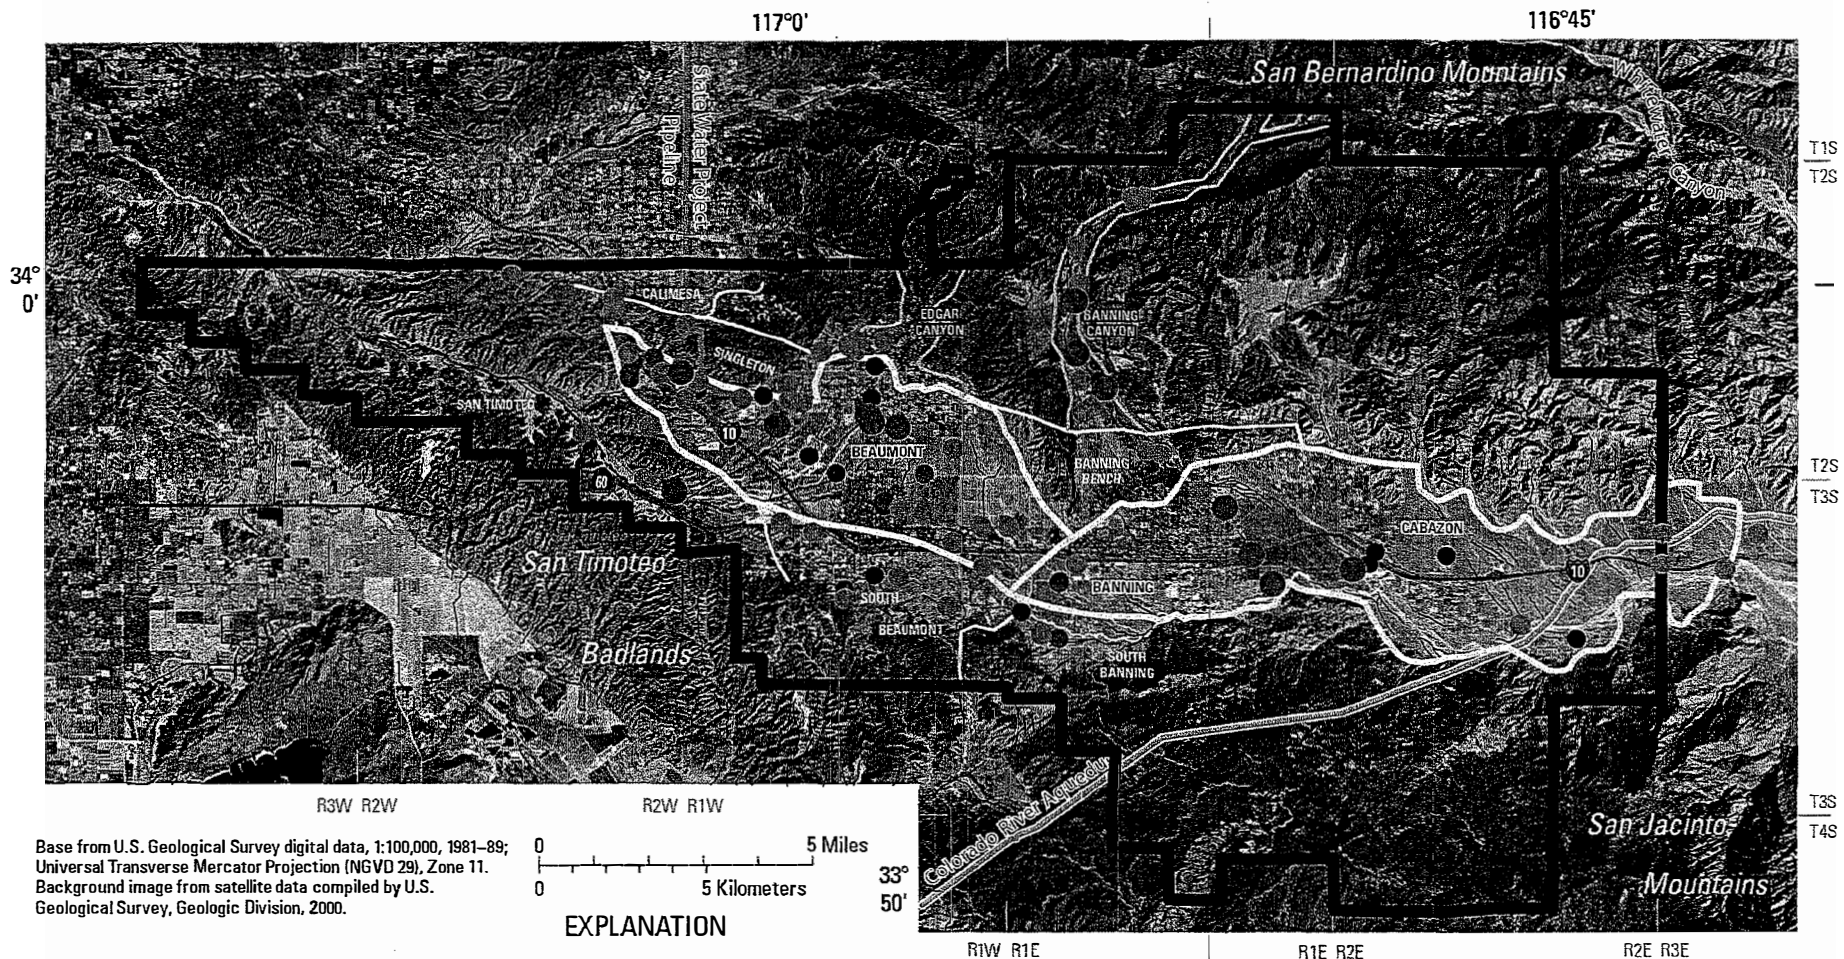 117°0'
116°45'
San Bernardino Mountains
Whitewater
Canyon
State Water Project
Pipeline
T1S
T2S
34°
0'
CALIMESA
EDGAR
CANYON
BANNING
CANYON
SINGLETON
SAN TIMOTEO
10
BEAUMONT
60
BANNING
BENCH
T2S
T3S
CABAZON
San Timoteo
Badlands
10
SOUTH
BEAUMONT
BANNING
SOUTH
BANNING
Colorado River Aqueduct
San Jacinto
Mountains
T3S
T4S
R3W R2W
R2W R1W
Base from U.S. Geological Survey digital data, 1:100,000, 1981–89;
Universal Transverse Mercator Projection (NGVD 29), Zone 11.
Background image from satellite data compiled by U.S.
Geological Survey, Geologic Division, 2000.
0 5 Miles
0 5 Kilometers
33°
50'
EXPLANATION
R1W R1E
R1E R2E
R2E R3E